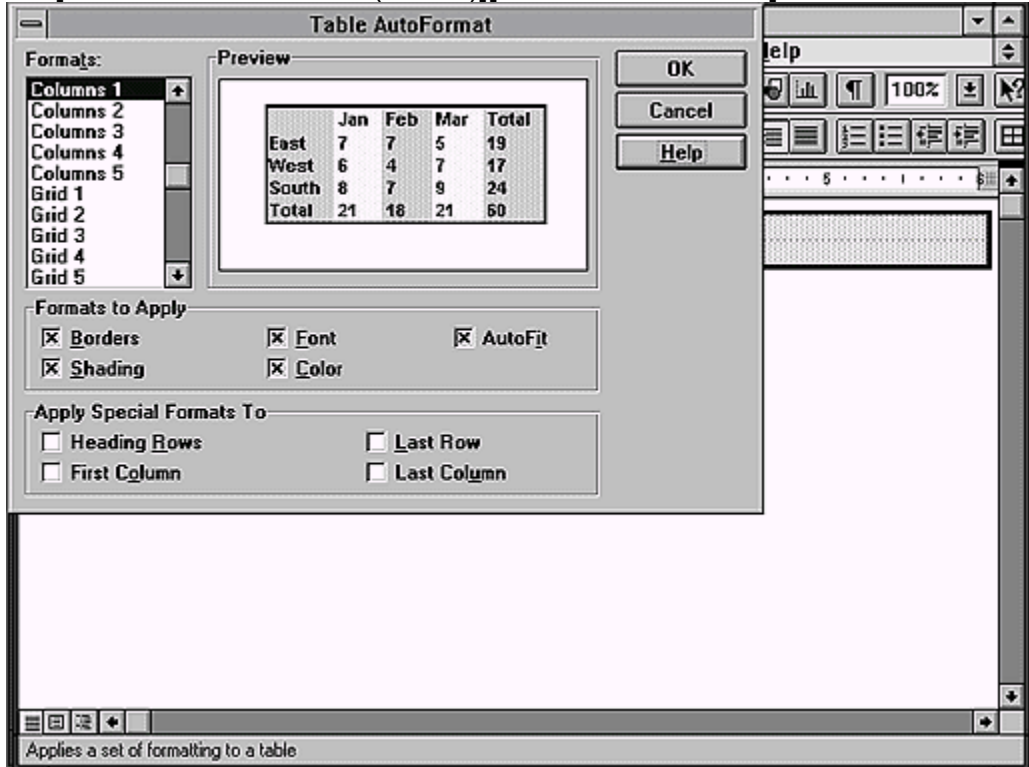 Table AutoFormat
Formats:
Columns 1
Columns 2
Columns 3
Columns 4
Columns 5
Grid 1
Grid 2
Grid 3
Grid 4
Grid 5
Preview
Jan Feb Mar Total
East 7 7 5 19
West 6 4 7 17
South 8 7 9 24
Total 21 18 21 60
OK
Cancel
Help
elp
100%
5
6
Formats to Apply
Borders Font AutoFit
Shading Color
Apply Special Formats To
Heading Rows Last Row
First Column Last Column
Applies a set of formatting to a table